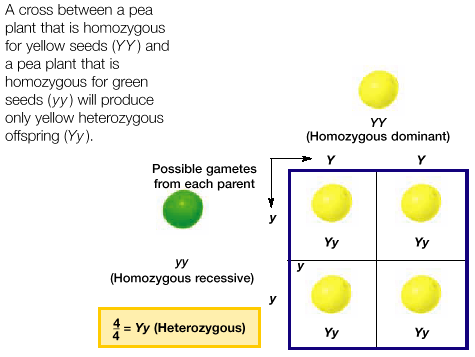 A cross between a pea
plant that is homozygous
for yellow seeds (YY) and
a pea plant that is
homozygous for green
seeds (yy) will produce
only yellow heterozygous
offspring (Yy).
YY
(Homozygous dominant)
Possible gametes
from each parent
Y Y
y
Yy Yy
yy
(Homozygous recessive)
y
y
Yy Yy
4/4 = Yy (Heterozygous)